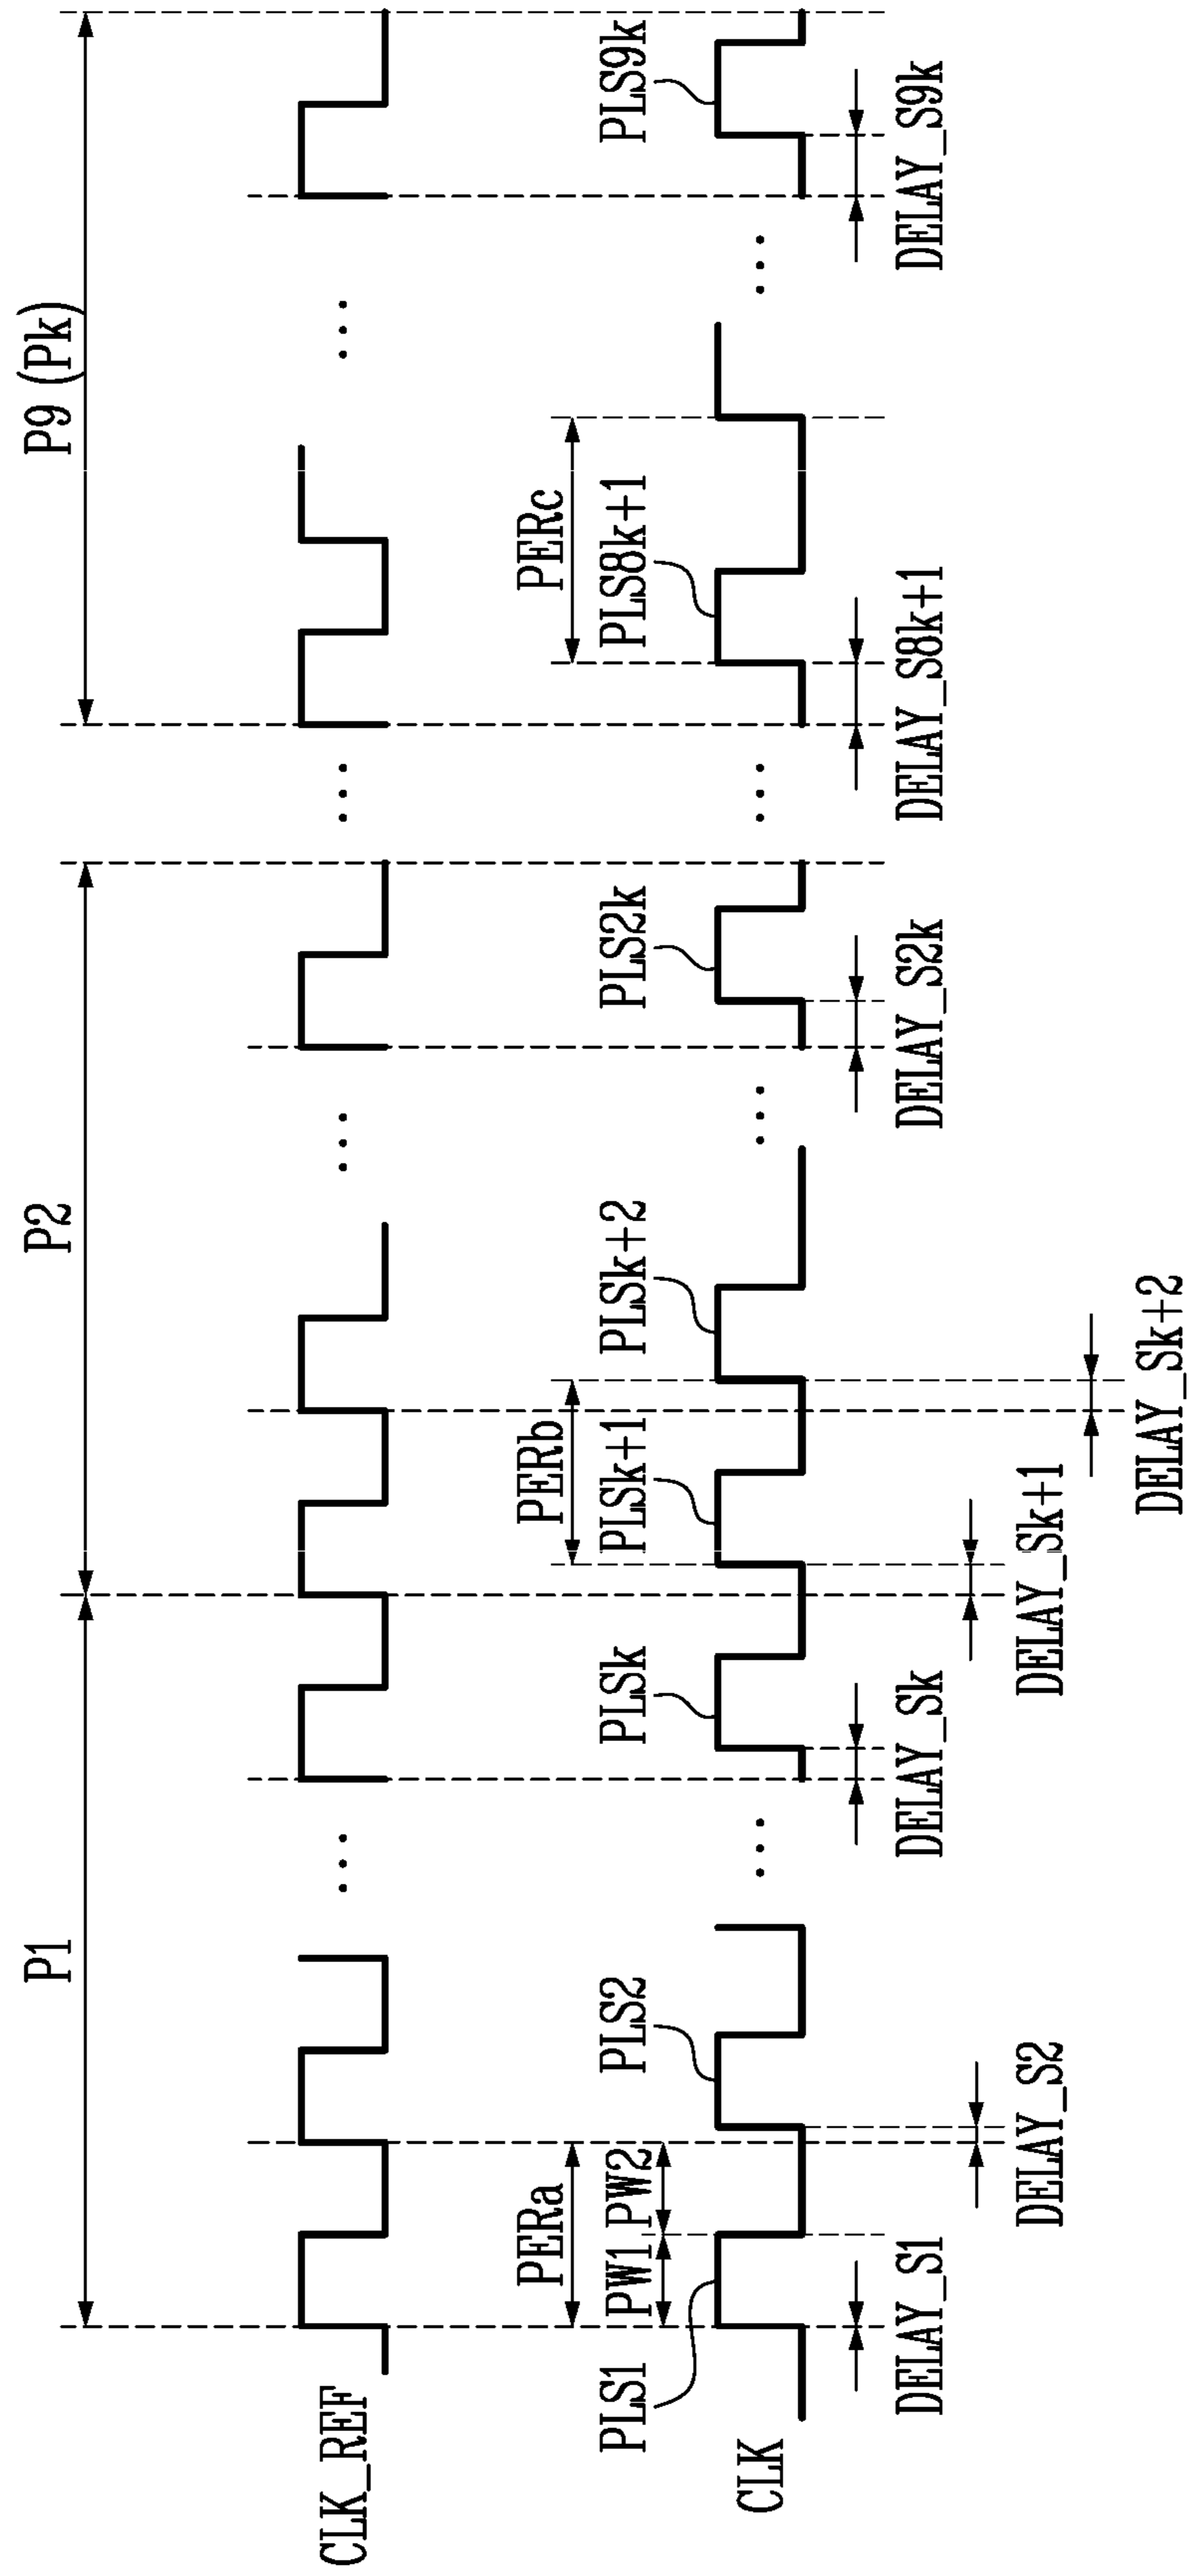 P1
P2
P9 (Pk)
CLK_REF
PERa
PERb
PERc
PW1
PW2
PLS1
PLS2
PLSk
PLSk+1
PLSk+2
PLS2k
PLS8k+1
PLS9k
CLK
DELAY_S1
DELAY_S2
DELAY_Sk
DELAY_Sk+1
DELAY_Sk+2
DELAY_S2k
DELAY_S8k+1
DELAY_S9k